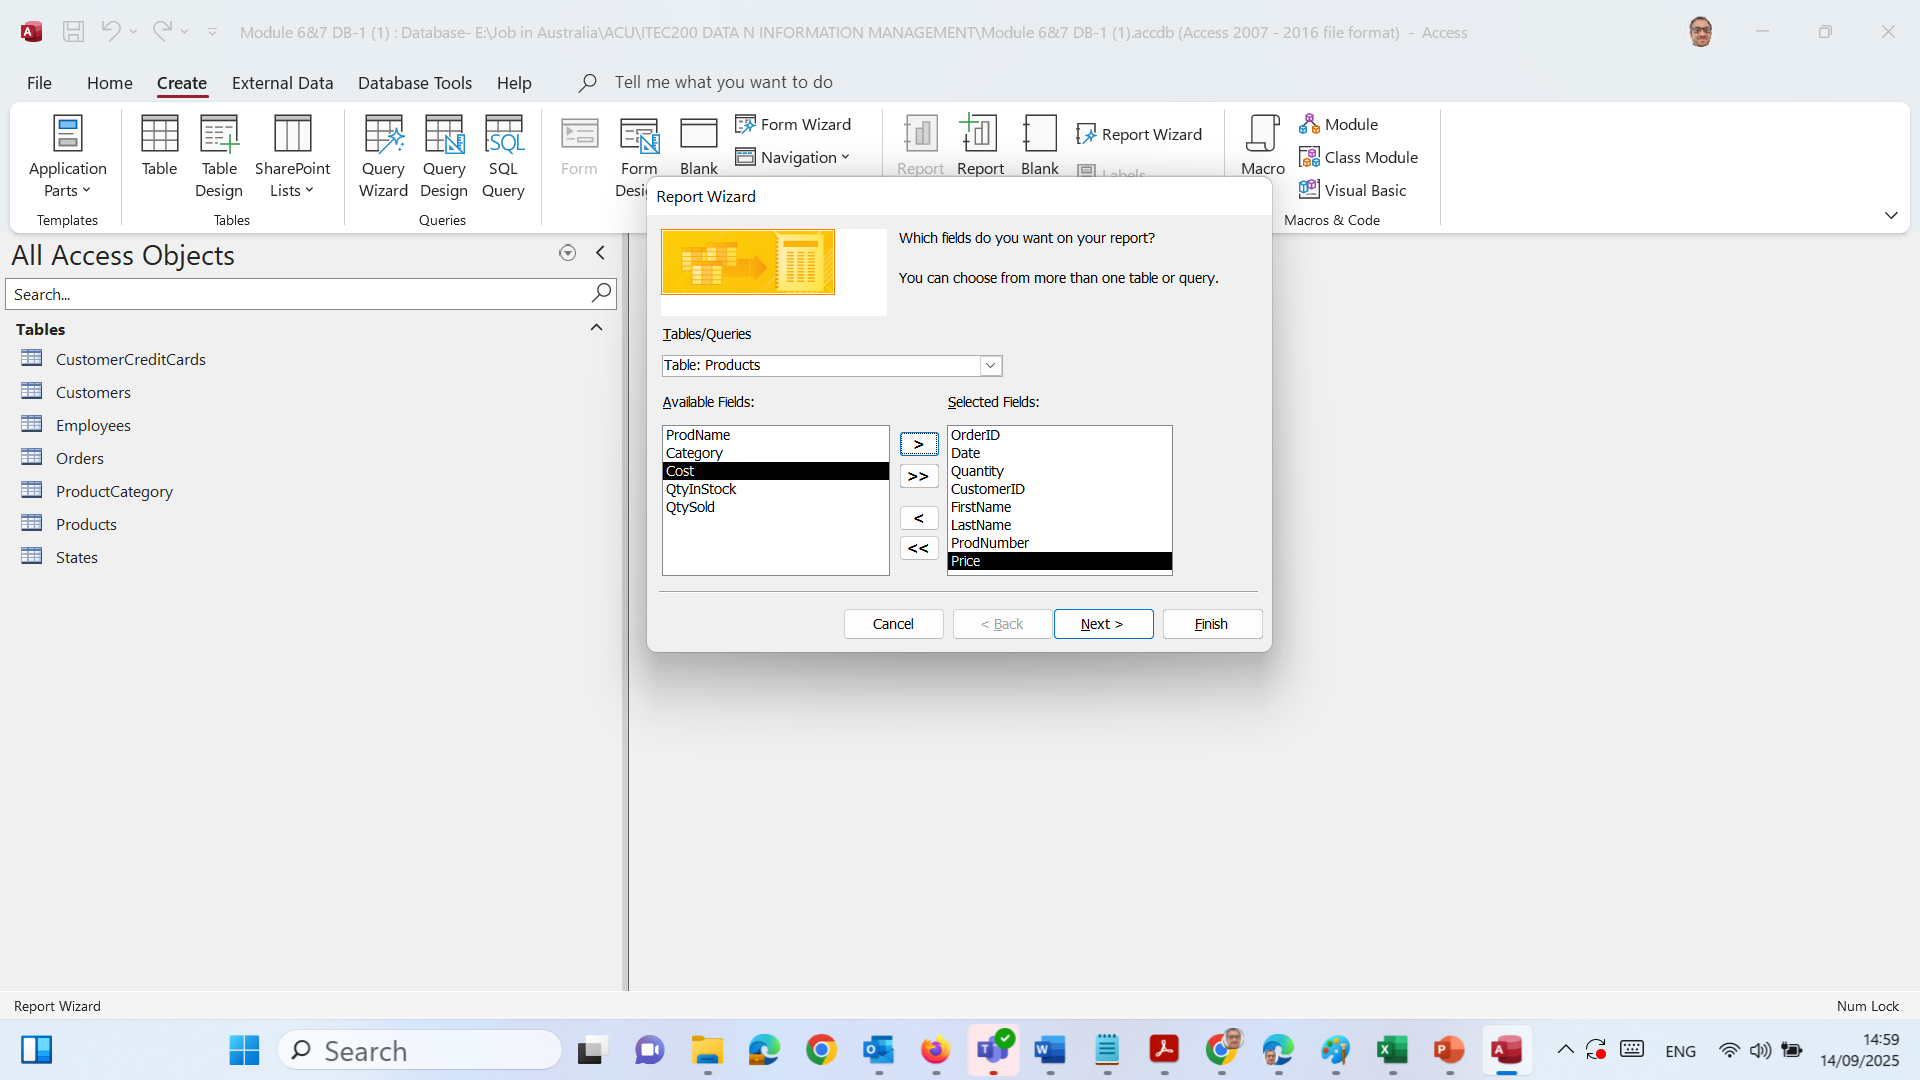 Module 6&7 DB-1 (1) : Database- E:\Job in Australia\ACU\ITEC200 DATA N INFORMATION MANAGEMENT\Module 6&7 DB-1 (1).accdb (Access 2007 - 2016 file format) - Access
File Home Create External Data Database Tools Help Tell me what you want to do
Application Parts
Table
Table Design
SharePoint Lists
Query Wizard
Query Design
SQL Query
Form
Form
Blank
Form Wizard
Navigation
Report
Report
Blank
Report Wizard
Labels
Macro
Module
Class Module
Visual Basic
Templates
Tables
Queries
Macros & Code
All Access Objects
Search...
Tables
CustomerCreditCards
Customers
Employees
Orders
ProductCategory
Products
States
Report Wizard
Which fields do you want on your report?
You can choose from more than one table or query.
Tables/Queries
Table: Products
Available Fields:
ProdName
Category
Cost
QtyInStock
QtySold
>
>>
<
<<
Selected Fields:
OrderID
Date
Quantity
CustomerID
FirstName
LastName
ProdNumber
Price
Cancel
< Back
Next >
Finish
Report Wizard
Num Lock
Search
ENG
14:59
14/09/2025